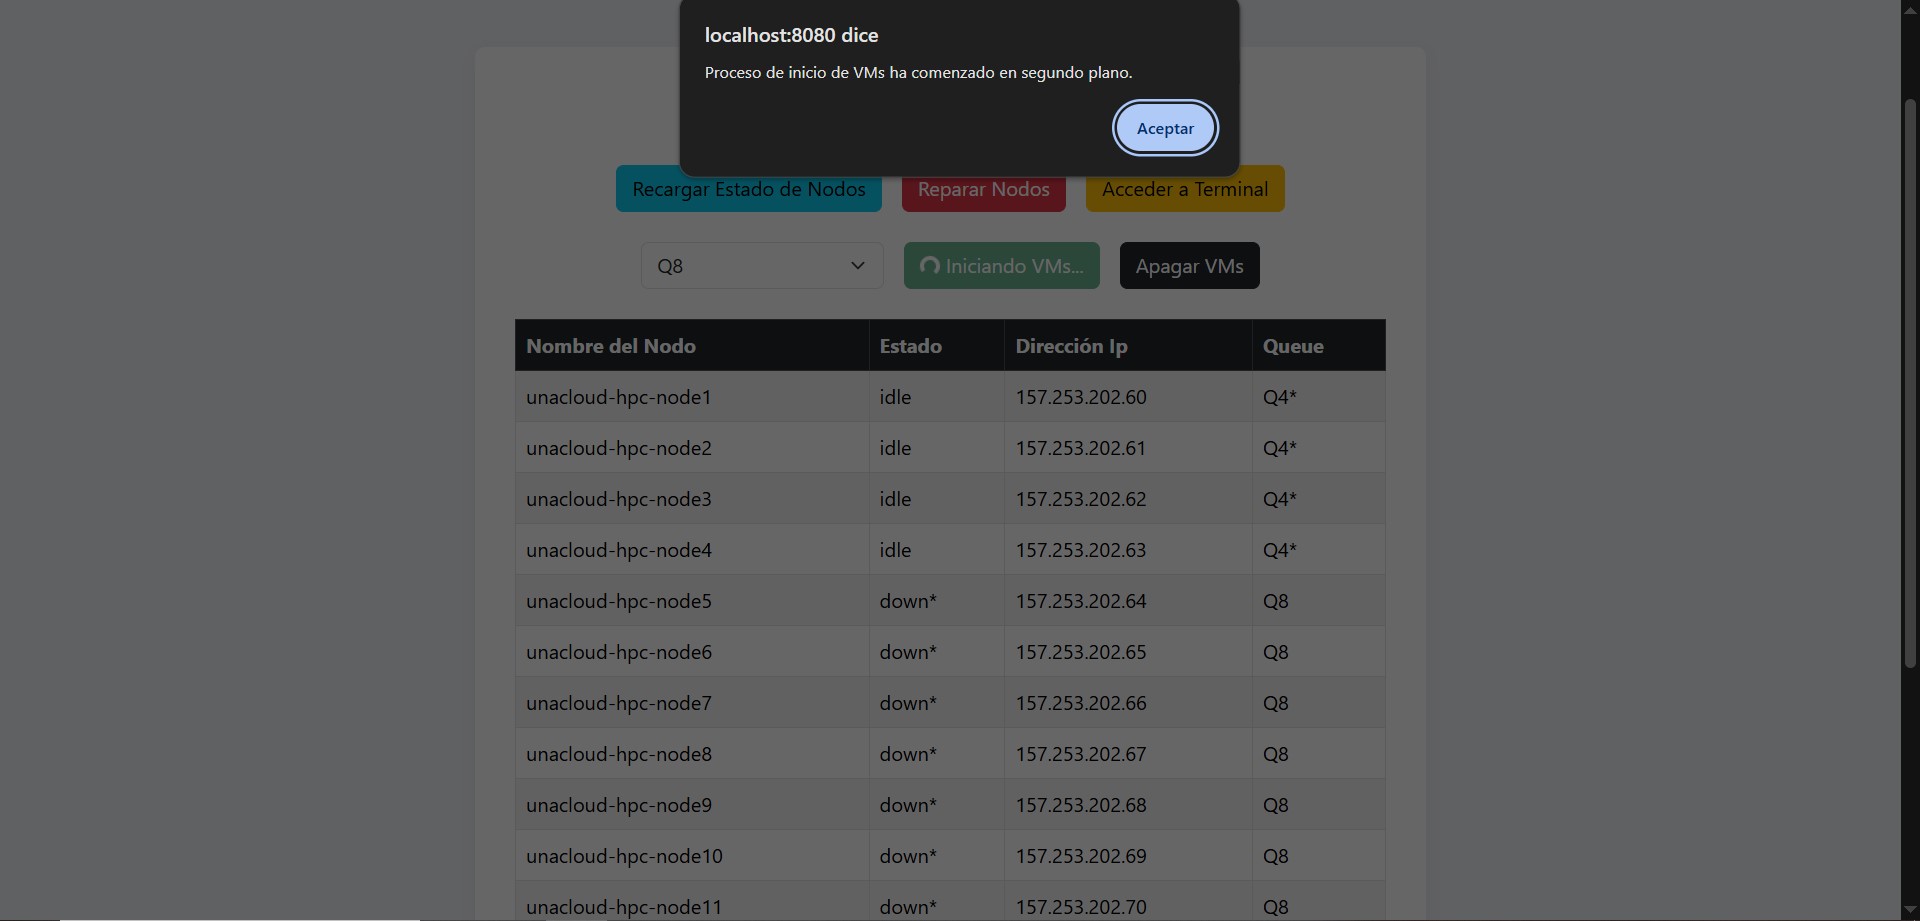 localhost:8080 dice
Proceso de inicio de VMs ha comenzado en segundo plano.
Aceptar
Recargar Estado de Nodos
Reparar Nodos
Acceder a Terminal
Q8
Iniciando VMs...
Apagar VMs
Nombre del Nodo Estado Dirección Ip Queue
unacloud-hpc-node1 idle 157.253.202.60 Q4*
unacloud-hpc-node2 idle 157.253.202.61 Q4*
unacloud-hpc-node3 idle 157.253.202.62 Q4*
unacloud-hpc-node4 idle 157.253.202.63 Q4*
unacloud-hpc-node5 down* 157.253.202.64 Q8
unacloud-hpc-node6 down* 157.253.202.65 Q8
unacloud-hpc-node7 down* 157.253.202.66 Q8
unacloud-hpc-node8 down* 157.253.202.67 Q8
unacloud-hpc-node9 down* 157.253.202.68 Q8
unacloud-hpc-node10 down* 157.253.202.69 Q8
unacloud-hpc-node11 down* 157.253.202.70 Q8